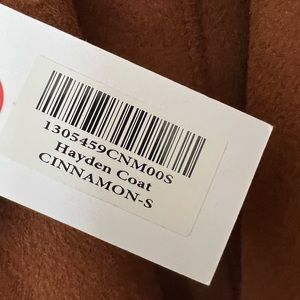 1305459CNM00S
Hayden Coat
CINNAMON-S